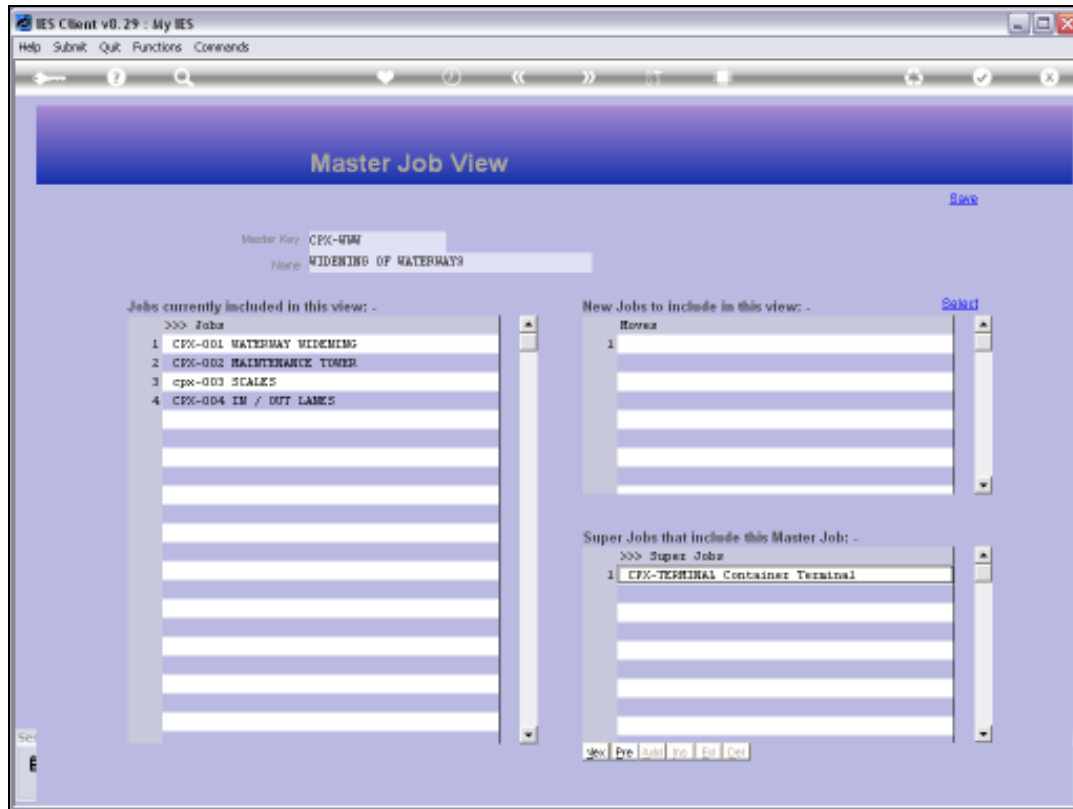 IES Client v8.29 : My IES
Help Submit Quit Functions Commands
Master Job View
Save
Master Key CPX-WWW
Name WIDENING OF WATERWAYS
Jobs currently included in this view: -
>>> Jobs
1 CPX-001 WATERWAY WIDENING
2 CPX-002 MAINTENANCE TOWER
3 cpx-003 SCALES
4 CPX-004 IN / OUT LANES
New Jobs to include in this view: -
Select
Moves
1
Super Jobs that include this Master Job: -
>>> Super Jobs
1 CPX-TERMINAL Container Terminal
Nex Pre Add Ins Ed Del